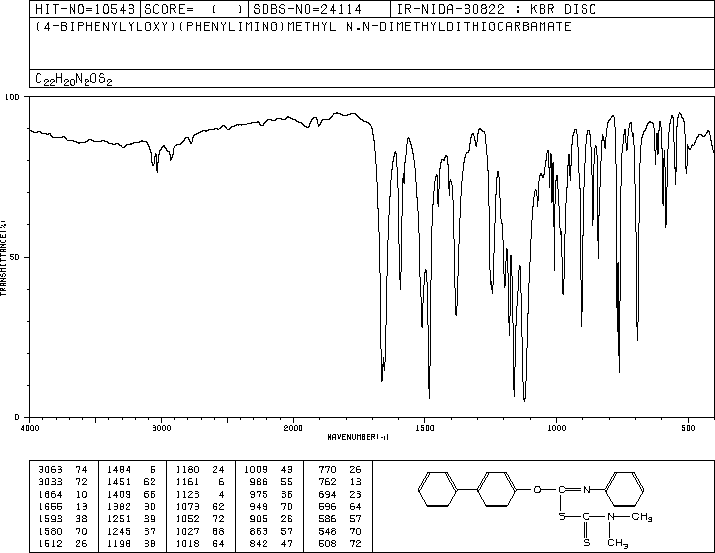 HIT-NO=10543 SCORE= ( ) SDBS-NO=24114 IR-NIDA-30822 : KBR DISC
(4-BIPHENYLYLOXY)(PHENYLIMINO)METHYL N,N-DIMETHYLDITHIOCARBAMATE
C22H20N2OS2
100
TRANSMITTANCE(%)
50
0
4000 3000 2000 1500 1000 500
WAVENUMBER(-1)
3063 74 1484 6 1180 24 1009 43 770 26
3033 72 1451 62 1161 6 986 55 762 13
1664 10 1409 66 1123 4 975 36 694 23
1655 13 1382 30 1073 62 949 70 596 64
1593 38 1251 39 1052 72 905 26 586 57
1580 70 1245 37 1027 68 863 57 548 70
1512 26 1198 38 1018 64 842 47 508 72
O C N
S C N CH3
S CH3